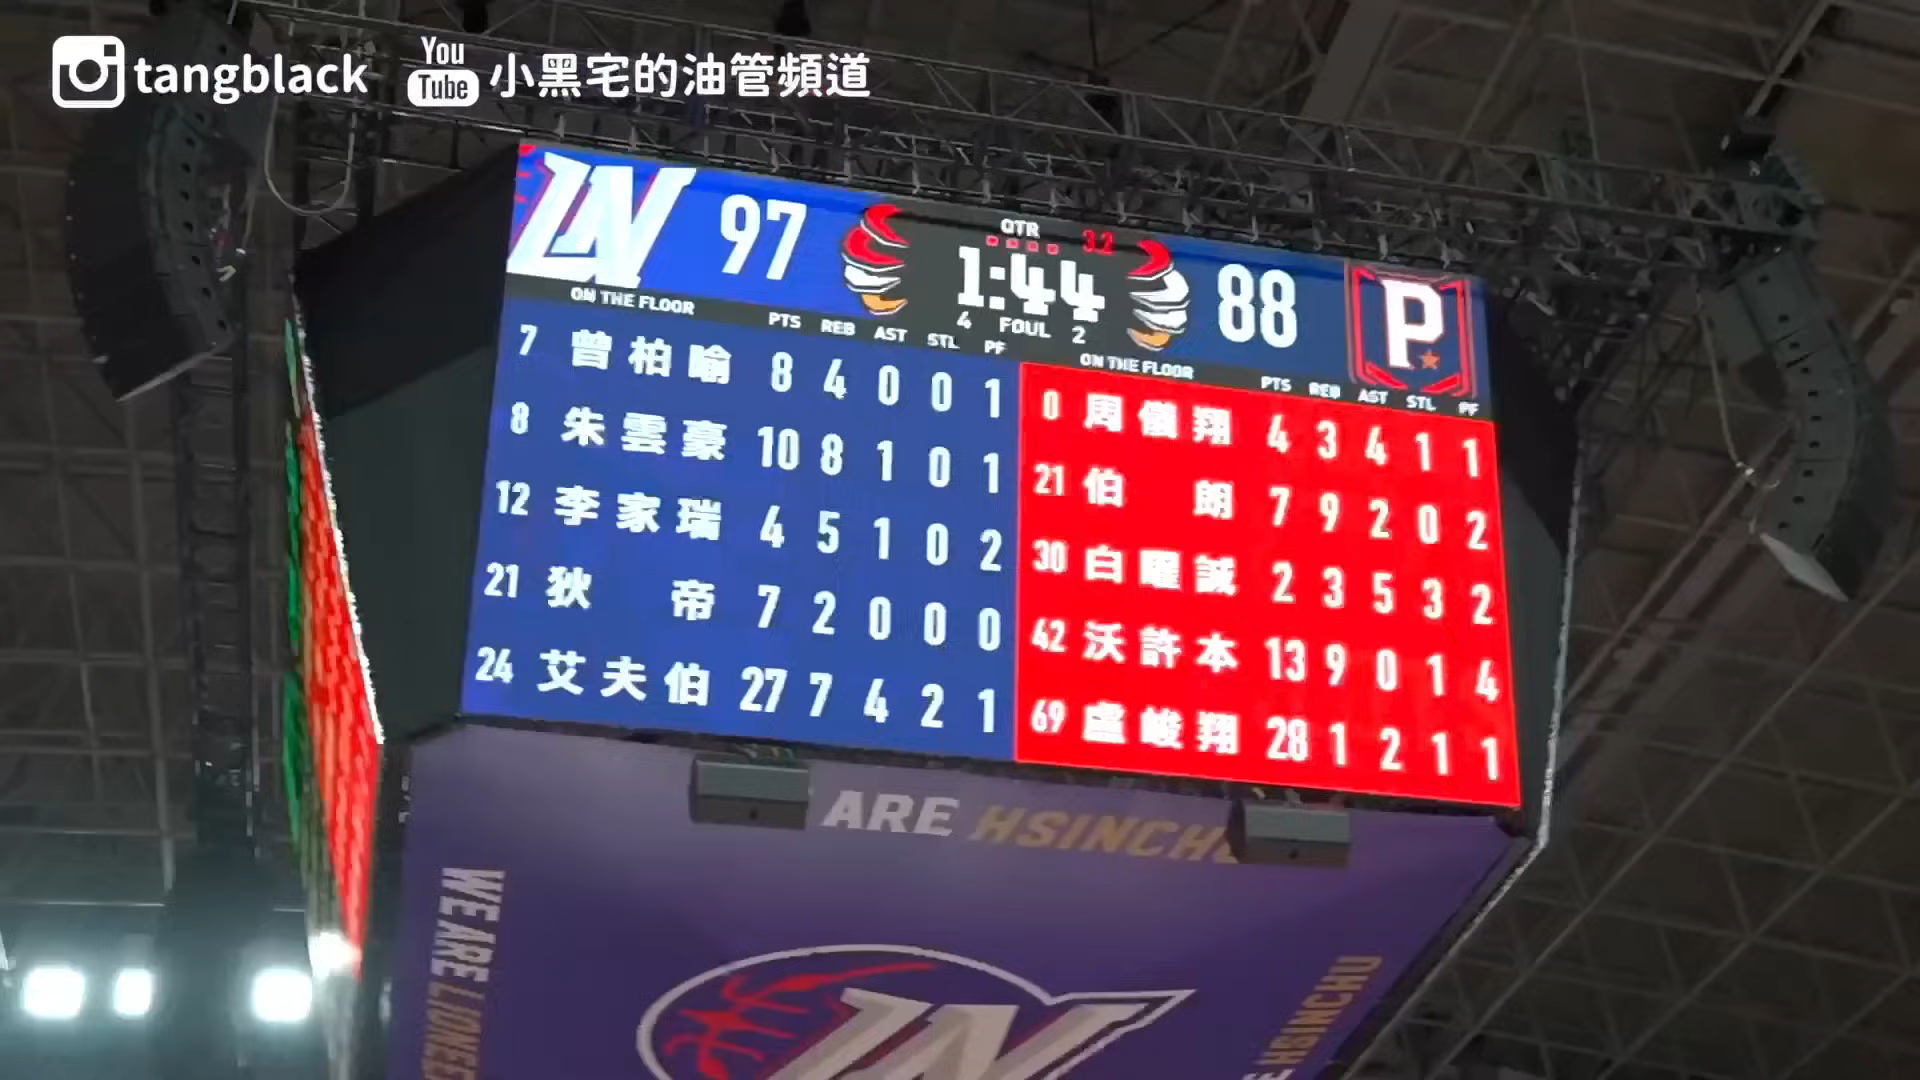 tangblack
You
Tube 小黑宅的油管頻道
LN 97
QTR
3.2
1:44
4 FOUL 2
88 P
ON THE FLOOR PTS REB AST STL PF
7 曾柏喻 8 4 0 0 1
8 朱雲豪 10 8 1 0 1
12 李家瑞 4 5 1 0 2
21 狄帝 7 2 0 0 0
24 艾夫伯 27 7 4 2 1
ON THE FLOOR PTS REB AST STL PF
0 周儀翔 4 3 4 1 1
21 伯朗 7 9 2 0 2
30 白曜誠 2 3 5 3 2
42 沃許本 13 9 0 1 4
69 盧峻翔 28 1 2 1 1
ARE HSINCHU
WE ARE LIONEE
LN
E HSINCHU